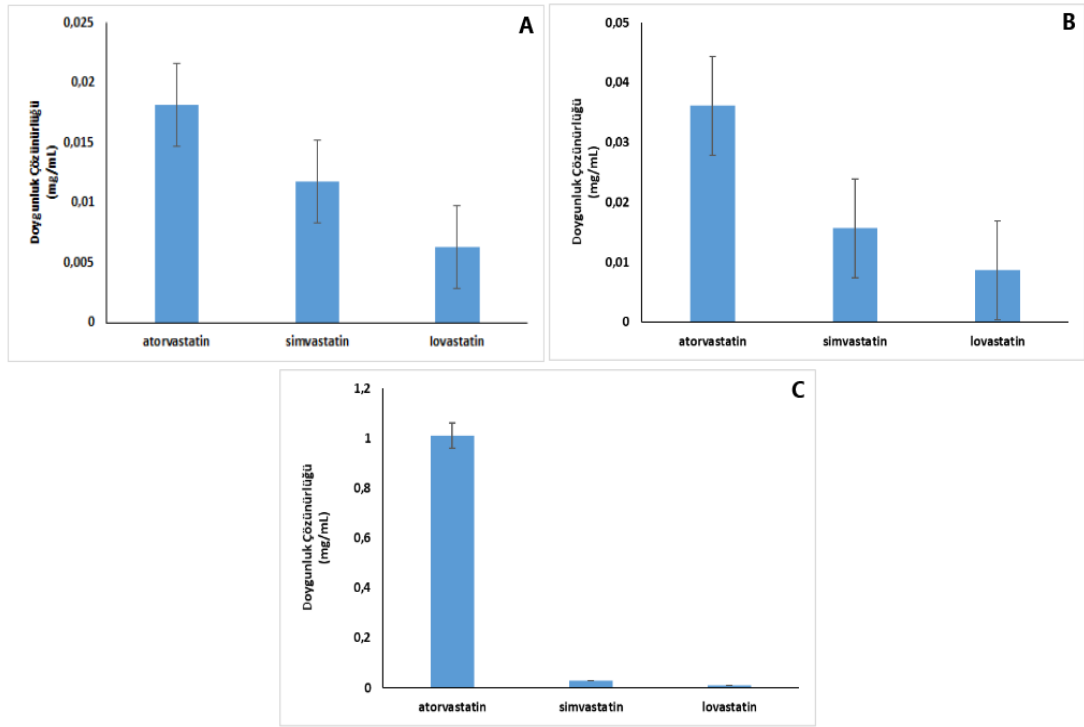 A
Doygunluk Çözünürlüğü
(mg/mL)
0,025
0,02
0,015
0,01
0,005
0
atorvastatin simvastatin lovastatin
B
Doygunluk Çözünürlüğü
(mg/mL)
0,05
0,04
0,03
0,02
0,01
0
atorvastatin simvastatin lovastatin
C
Doygunluk Çözünürlüğü
(mg/mL)
1,2
1
0,8
0,6
0,4
0,2
0
atorvastatin simvastatin lovastatin